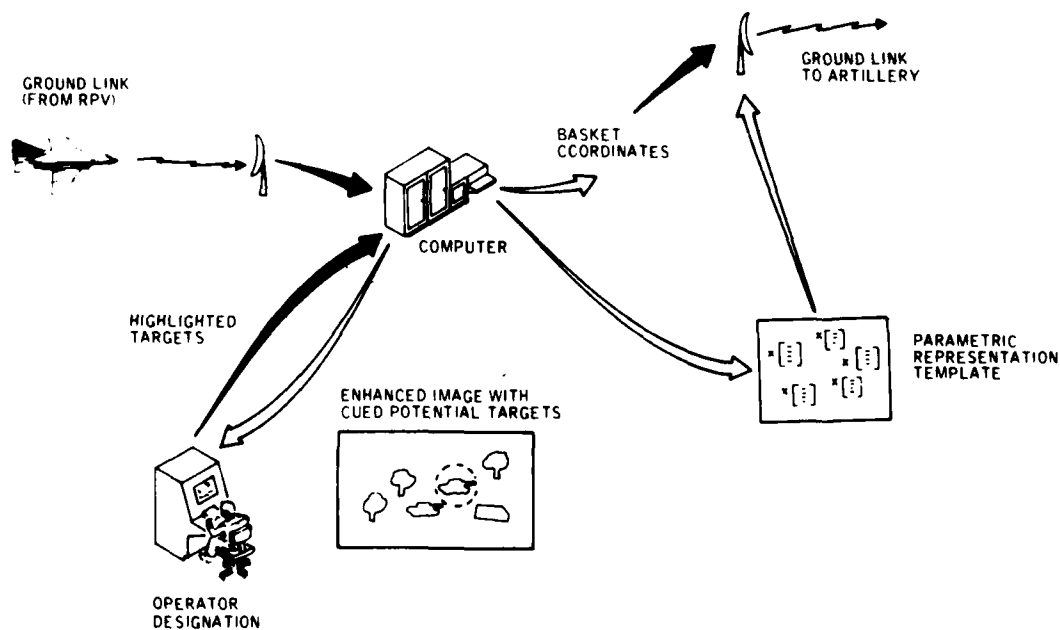 GROUND LINK
(FROM RPV)
GROUND LINK
TO ARTILLERY
BASKET
CCORDINATES
COMPUTER
HIGHLIGHTED
TARGETS
ENHANCED IMAGE WITH
CUED POTENTIAL TARGETS
PARAMETRIC
REPRESENTATION
TEMPLATE
OPERATOR
DESIGNATION